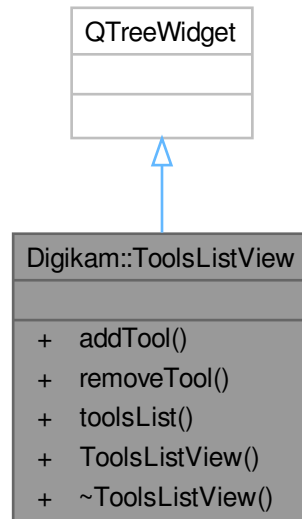 QTreeWidget
Digikam::ToolsListView
+ addTool()
+ removeTool()
+ toolsList()
+ ToolsListView()
+ ~ToolsListView()